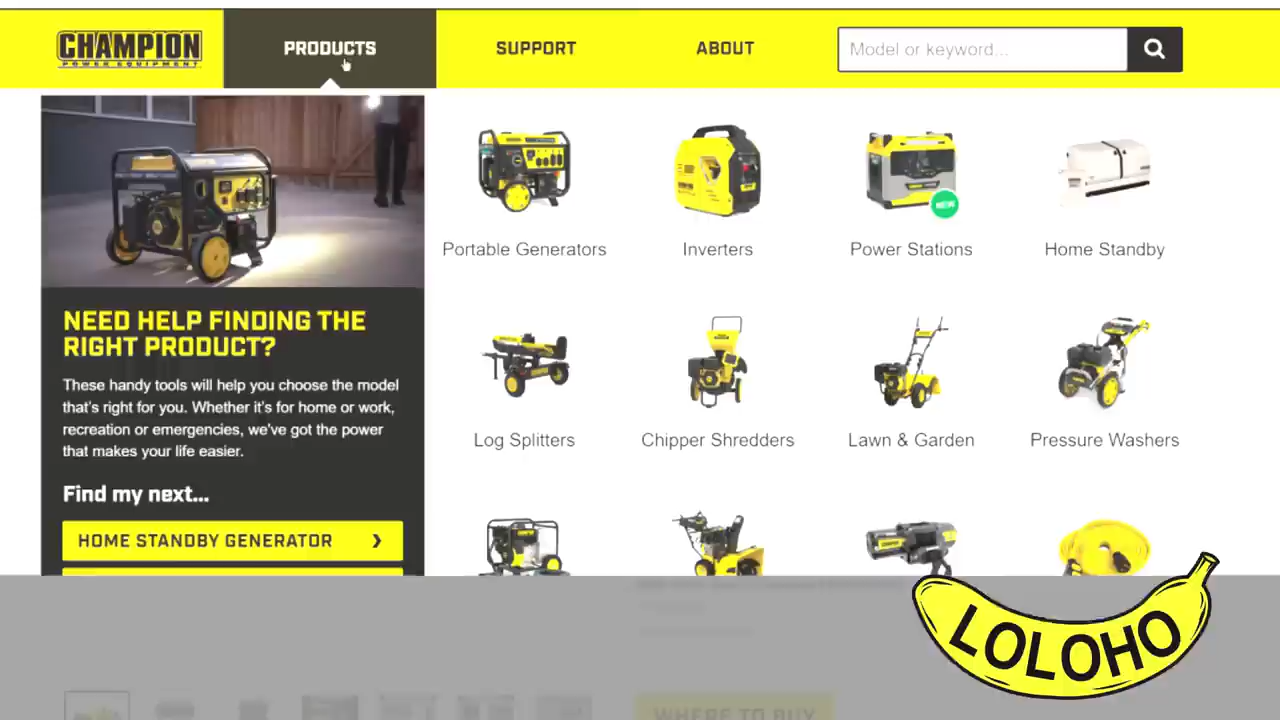 CHAMPION
POWER EQUIPMENT
PRODUCTS
SUPPORT
ABOUT
Model or keyword...
NEED HELP FINDING THE
RIGHT PRODUCT?
These handy tools will help you choose the model
that's right for you. Whether it's for home or work,
recreation or emergencies, we've got the power
that makes your life easier.
Find my next...
HOME STANDBY GENERATOR
Portable Generators
Inverters
Power Stations
NEW
Home Standby
Log Splitters
Chipper Shredders
Lawn & Garden
Pressure Washers
WHERE TO BUY
LOLOHO